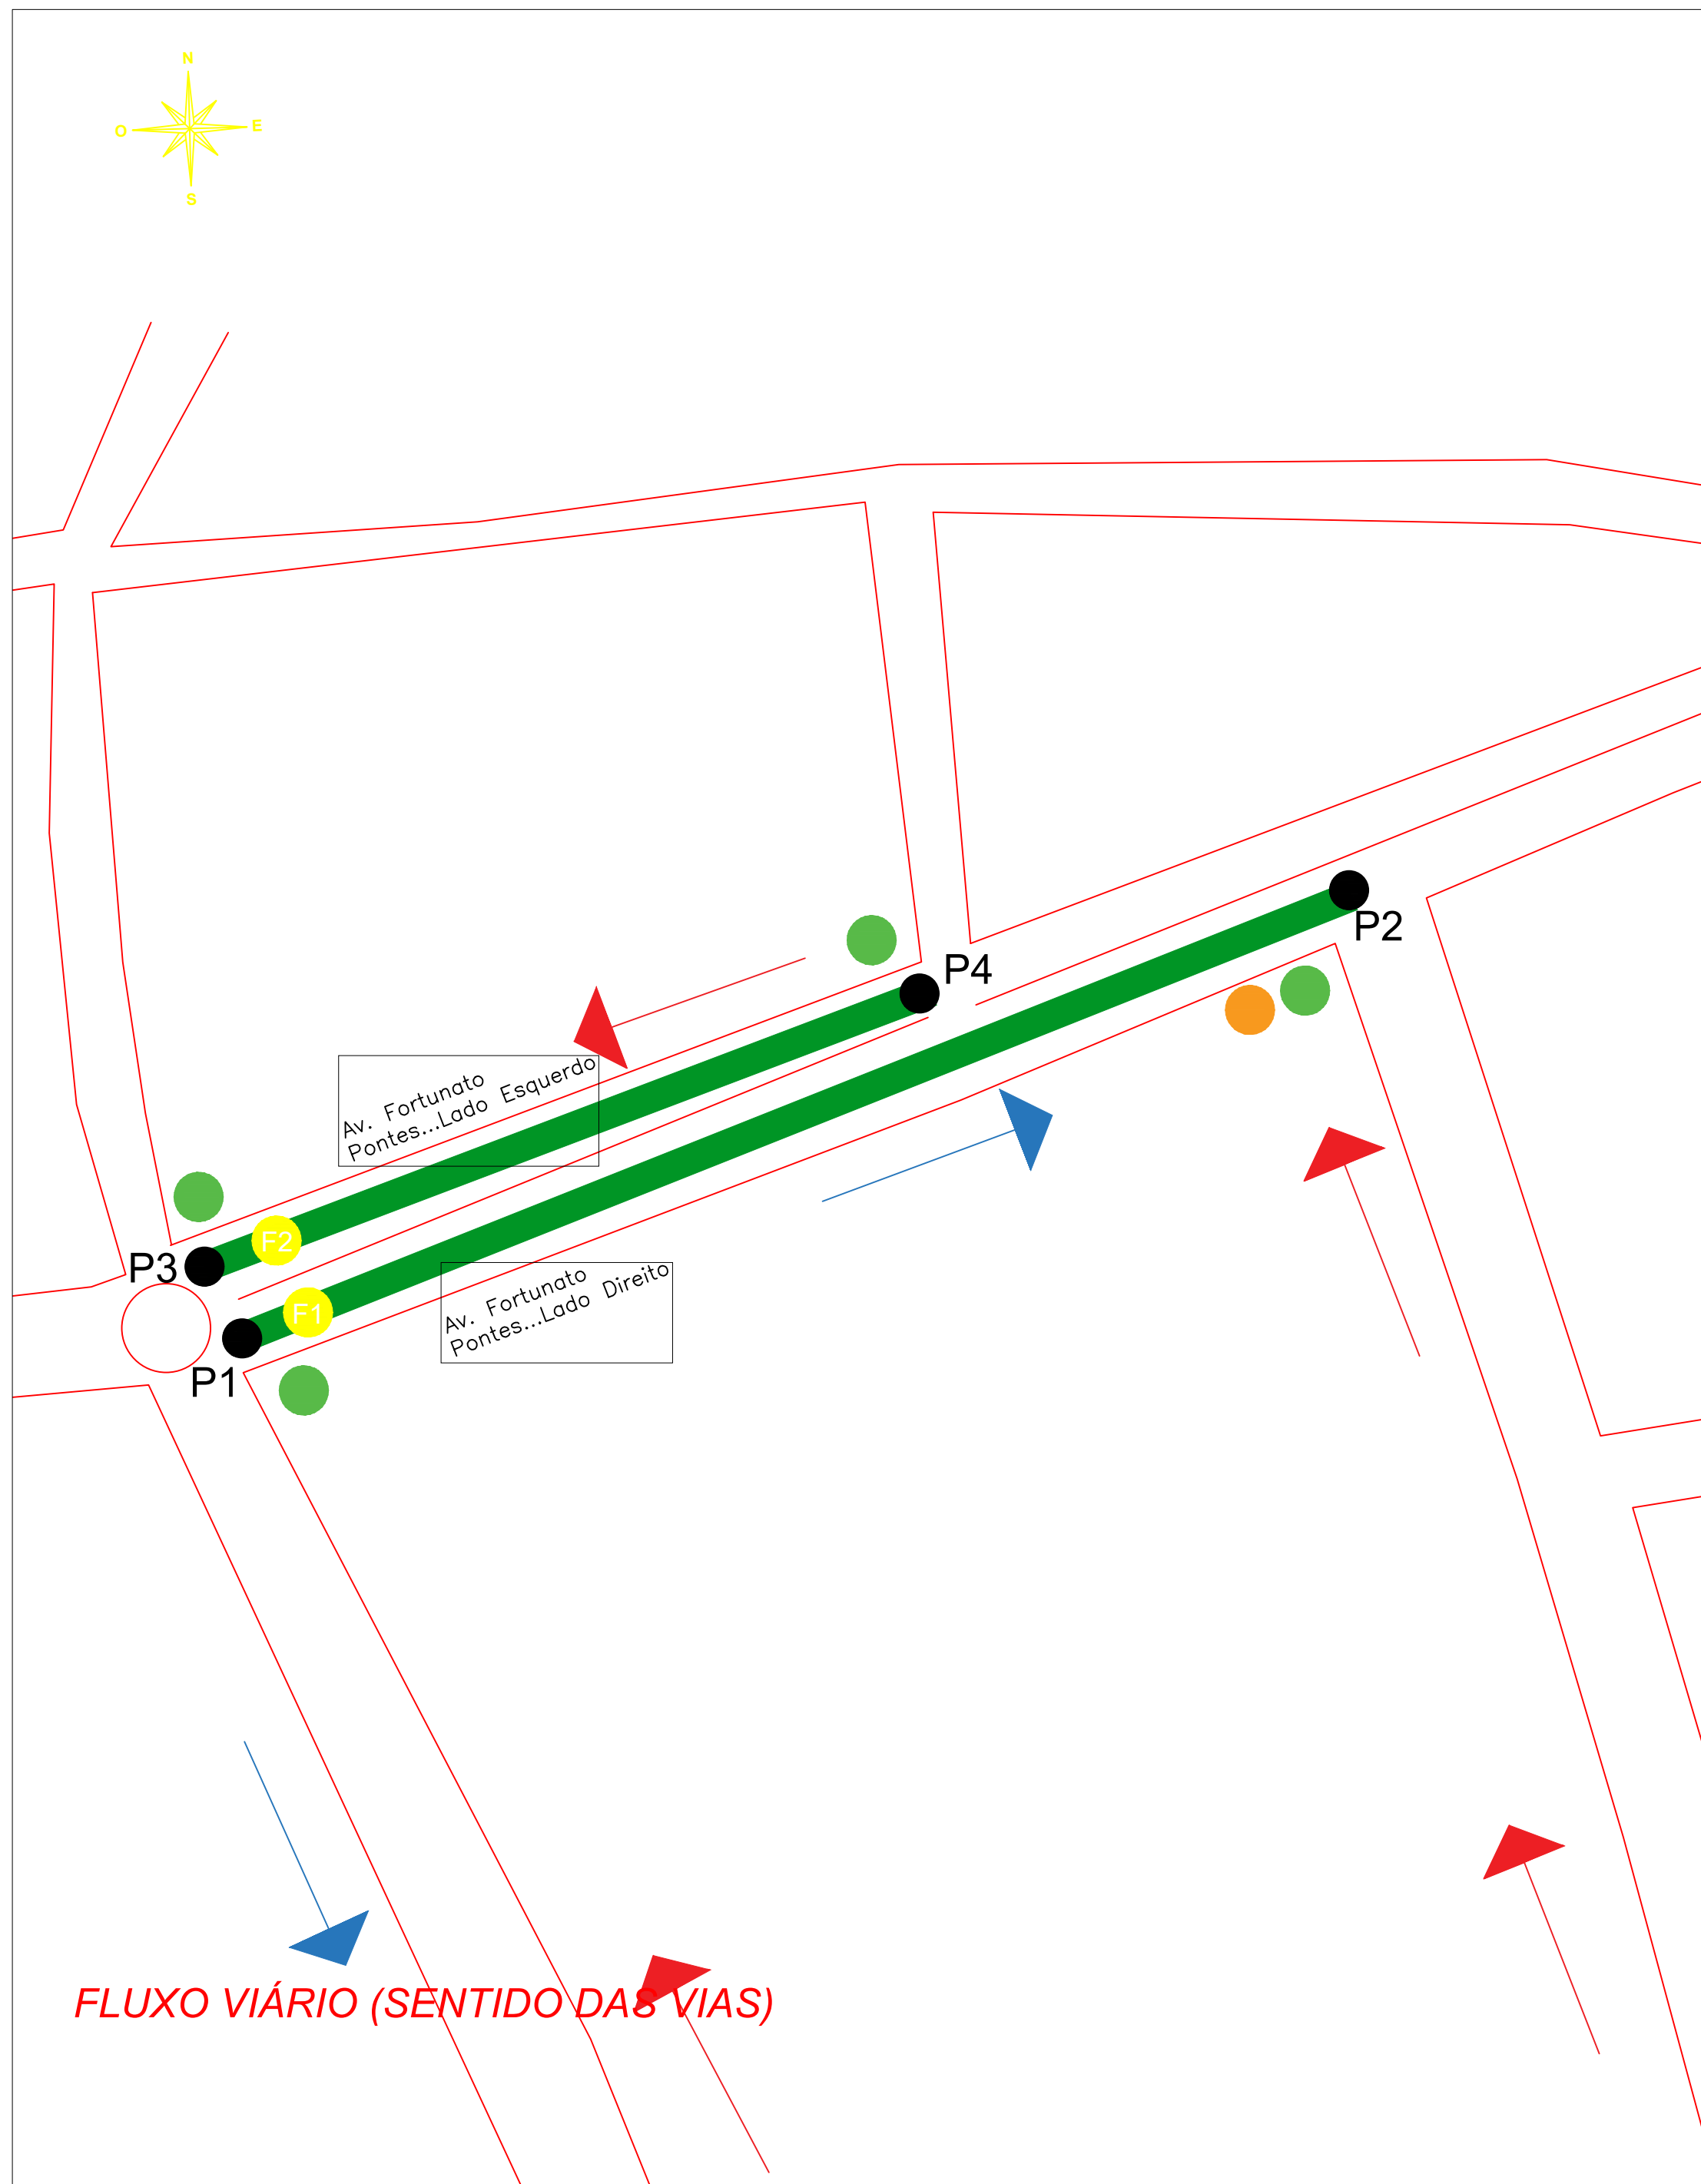 N
O E
S
P2
P4
Av. Fortunato
Pontes...Lado Esquerdo
F2
P3
Av. Fortunato
Pontes...Lado Direito
F1
P1
FLUXO VIÁRIO (SENTIDO DAS VIAS)